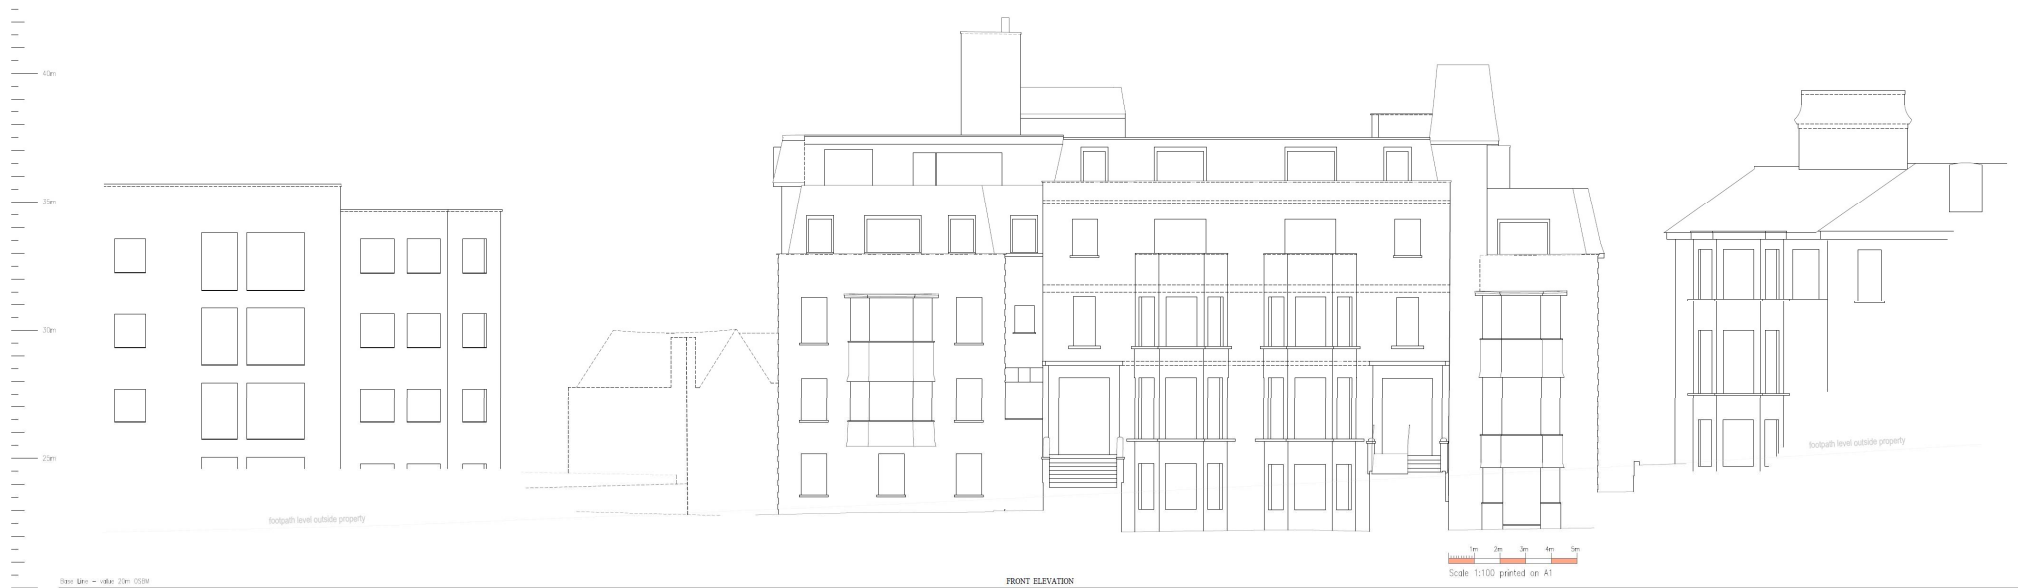 40m
35m
30m
25m
footpath level outside property
footpath level outside property
1m 2m 3m 4m 5m
Scale 1:100 printed on A1
Base Line - value 20m OSBM
FRONT ELEVATION